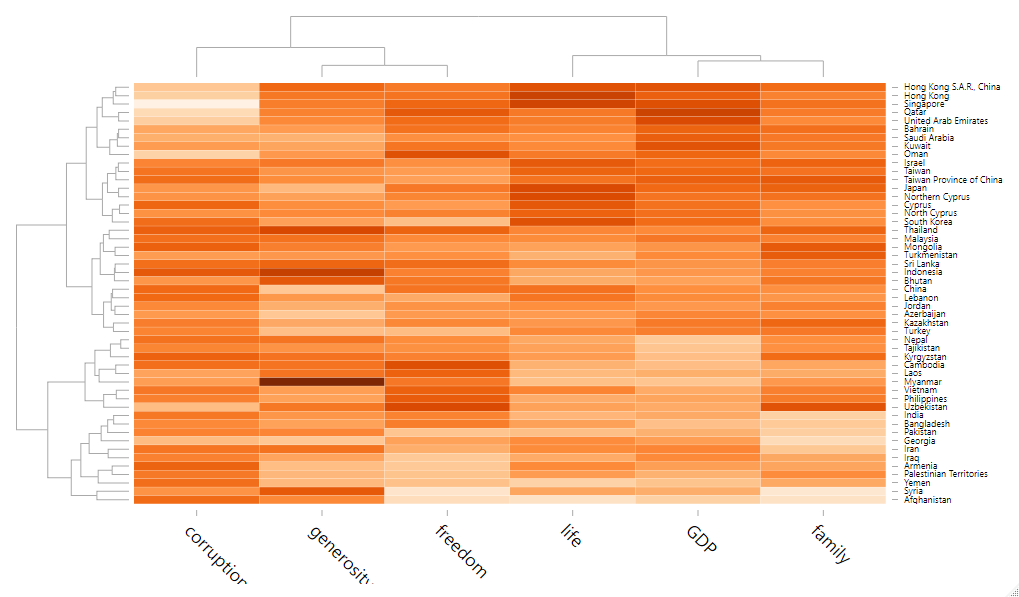 Hong Kong S.A.R., China
Hong Kong
Singapore
Qatar
United Arab Emirates
Bahrain
Saudi Arabia
Kuwait
Oman
Israel
Taiwan
Taiwan Province of China
Japan
Northern Cyprus
Cyprus
North Cyprus
South Korea
Thailand
Malaysia
Mongolia
Turkmenistan
Sri Lanka
Indonesia
Bhutan
China
Lebanon
Jordan
Azerbaijan
Kazakhstan
Turkey
Nepal
Tajikistan
Kyrgyzstan
Cambodia
Laos
Myanmar
Vietnam
Philippines
Uzbekistan
India
Bangladesh
Pakistan
Georgia
Iran
Iraq
Armenia
Palestinian Territories
Yemen
Syria
Afghanistan
corruption
generosity
freedom
life
GDP
family